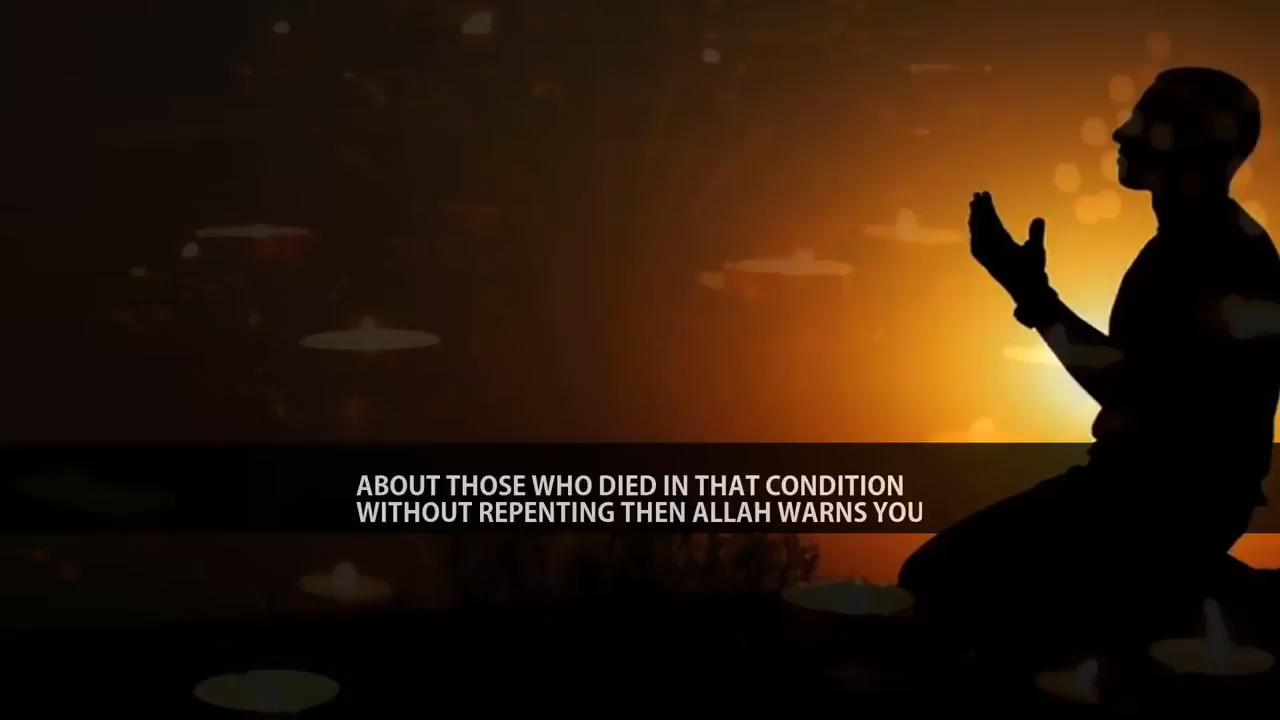 ABOUT THOSE WHO DIED IN THAT CONDITION
WITHOUT REPENTING THEN ALLAH WARNS YOU